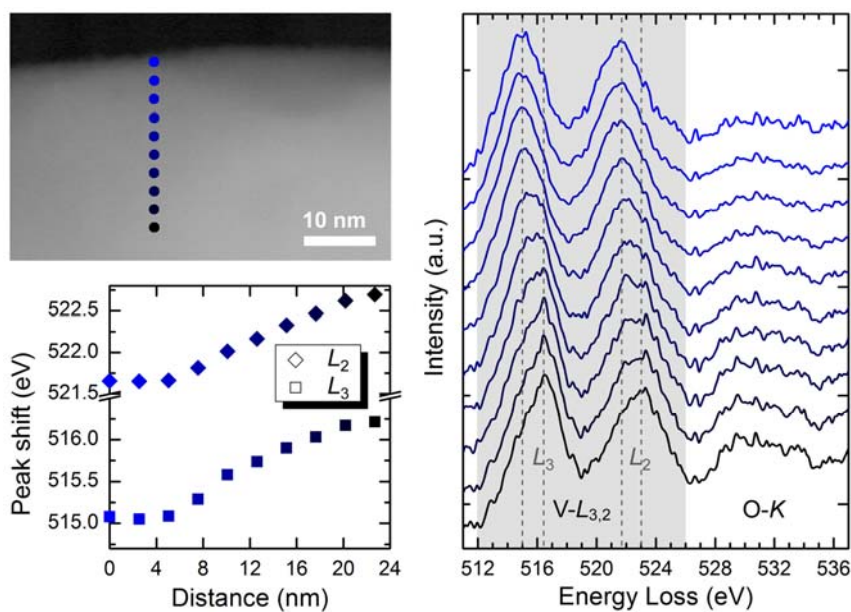 10 nm
Peak shift (eV)
522.5
522.0
521.5
516.0
515.5
515.0
L₂
L₃
0 4 8 12 16 20 24
Distance (nm)
Intensity (a.u.)
L₃
L₂
V-L₃,₂
O-K
512 516 520 524 528 532 536
Energy Loss (eV)